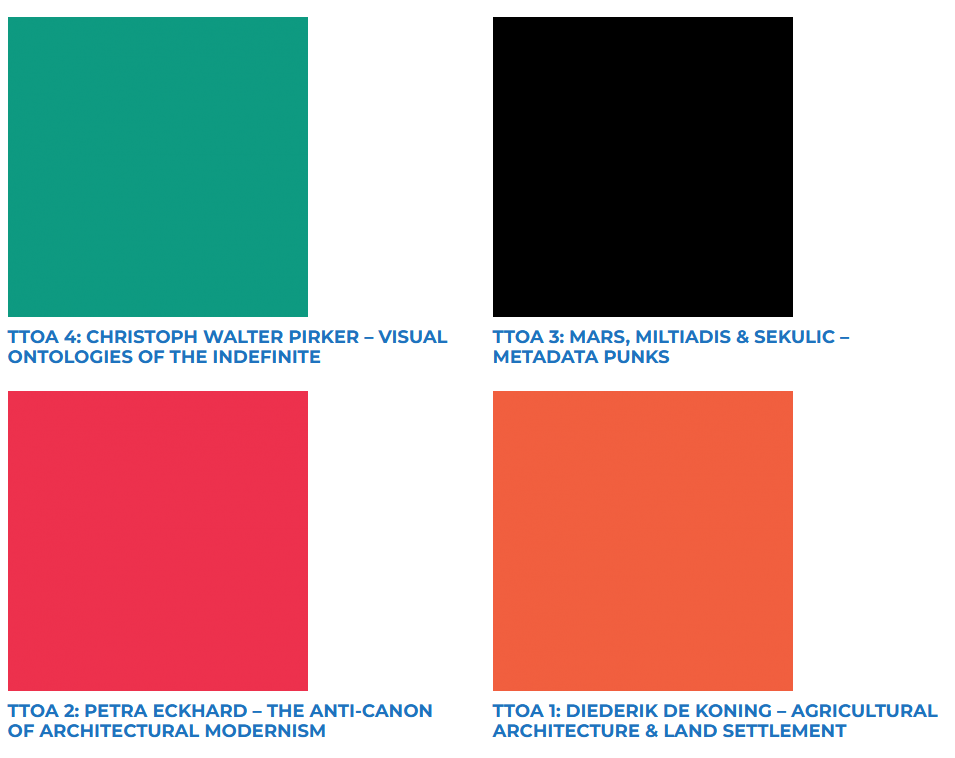 TTOA 4: CHRISTOPH WALTER PIRKER – VISUAL
ONTOLOGIES OF THE INDEFINITE
TTOA 3: MARS, MILTIADIS & SEKULIC –
METADATA PUNKS
TTOA 2: PETRA ECKHARD – THE ANTI-CANON
OF ARCHITECTURAL MODERNISM
TTOA 1: DIEDERIK DE KONING – AGRICULTURAL
ARCHITECTURE & LAND SETTLEMENT